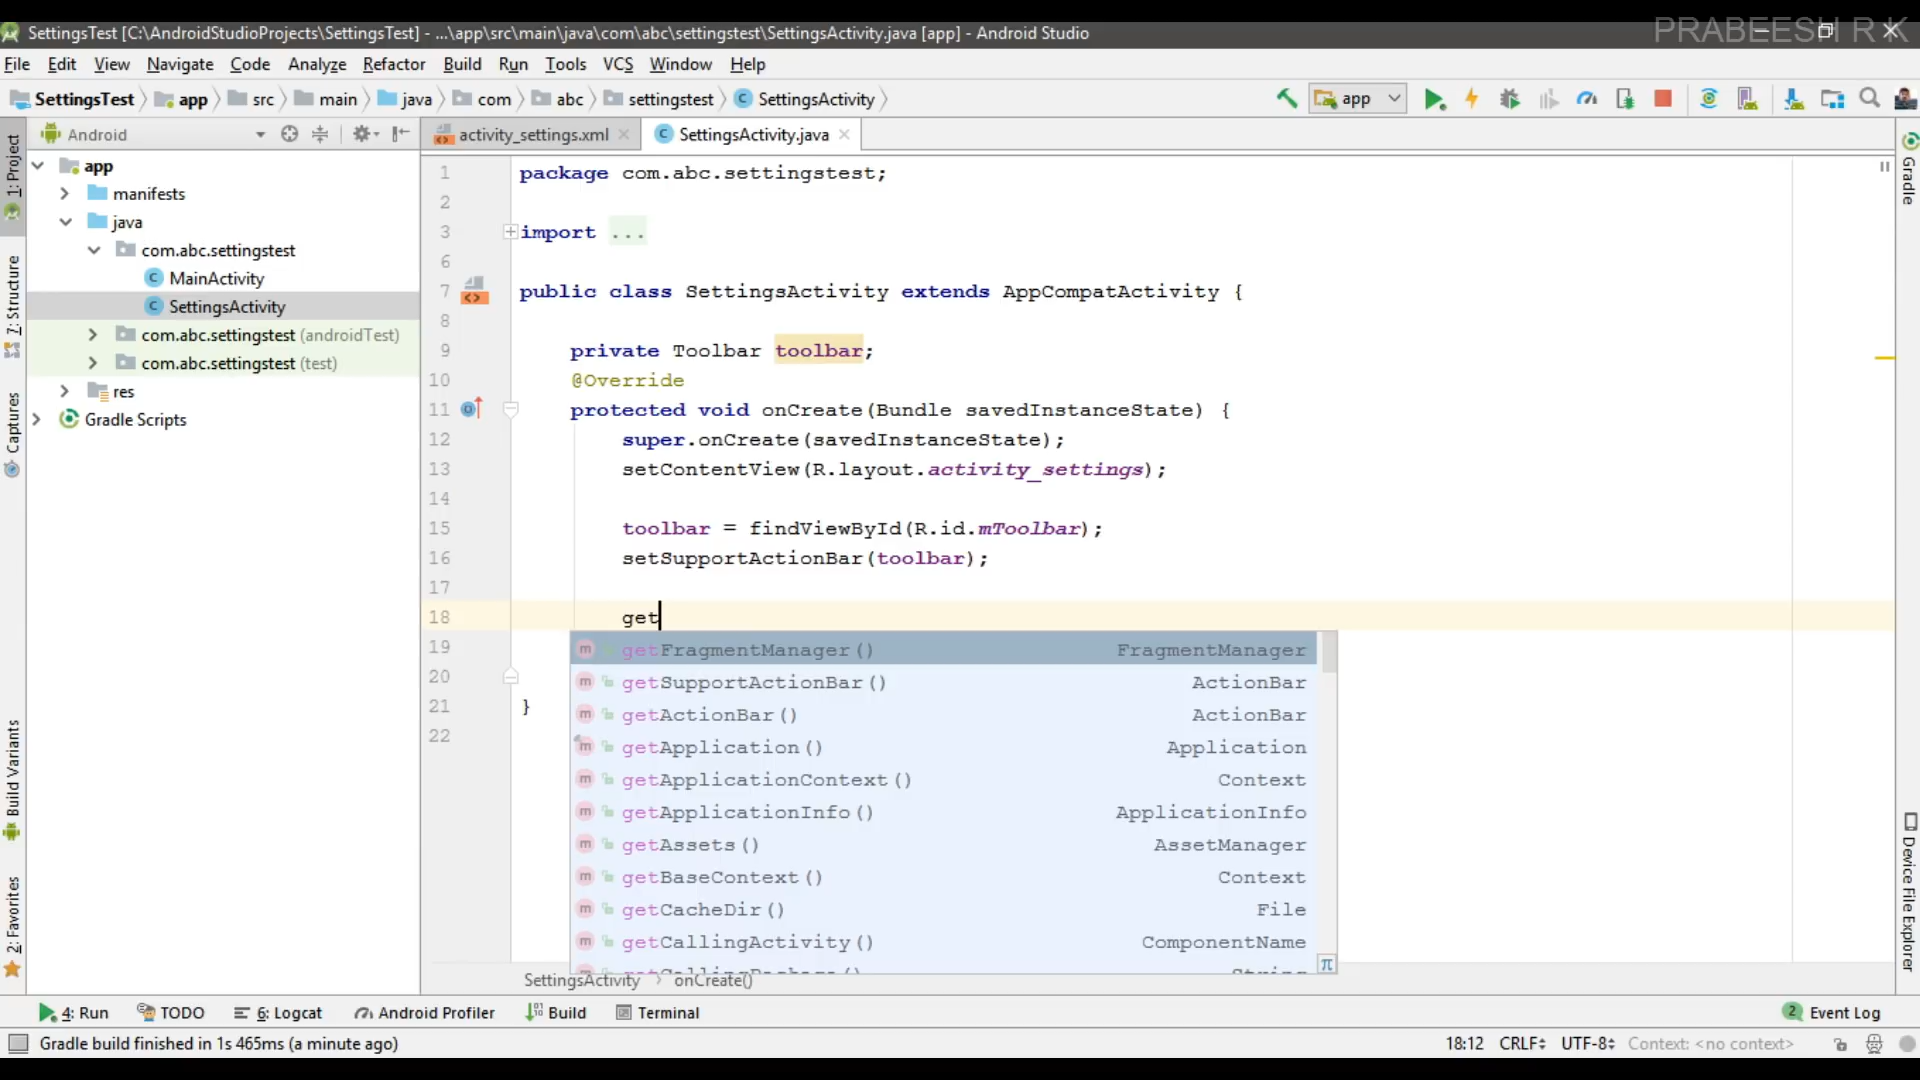 PRABEESH R K
SettingsTest [C:\AndroidStudioProjects\SettingsTest] - ...\app\src\main\java\com\abc\settingstest\SettingsActivity.java [app] - Android Studio
File Edit View Navigate Code Analyze Refactor Build Run Tools VCS Window Help
SettingsTest app src main java com abc settingstest SettingsActivity app
Android activity_settings.xml SettingsActivity.java
1: Project
7: Structure
Captures
Build Variants
2: Favorites
app
manifests
java
com.abc.settingstest
MainActivity
SettingsActivity
com.abc.settingstest (androidTest)
com.abc.settingstest (test)
res
Gradle Scripts
1 package com.abc.settingstest;
2
3 import ...
6
7 public class SettingsActivity extends AppCompatActivity {
8
9 private Toolbar toolbar;
10 @Override
11 protected void onCreate(Bundle savedInstanceState) {
12 super.onCreate(savedInstanceState);
13 setContentView(R.layout.activity_settings);
14
15 toolbar = findViewById(R.id.mToolbar);
16 setSupportActionBar(toolbar);
17
18 get
19
20
21 }
22
getFragmentManager() FragmentManager
getSupportActionBar() ActionBar
getActionBar() ActionBar
getApplication() Application
getApplicationContext() Context
getApplicationInfo() ApplicationInfo
getAssets() AssetManager
getBaseContext() Context
getCacheDir() File
getCallingActivity() ComponentName
getCallingPackage() String
SettingsActivity onCreate()
Gradle
Device File Explorer
4: Run TODO 6: Logcat Android Profiler Build Terminal 2 Event Log
Gradle build finished in 1s 465ms (a minute ago) 18:12 CRLF UTF-8 Context: <no context>